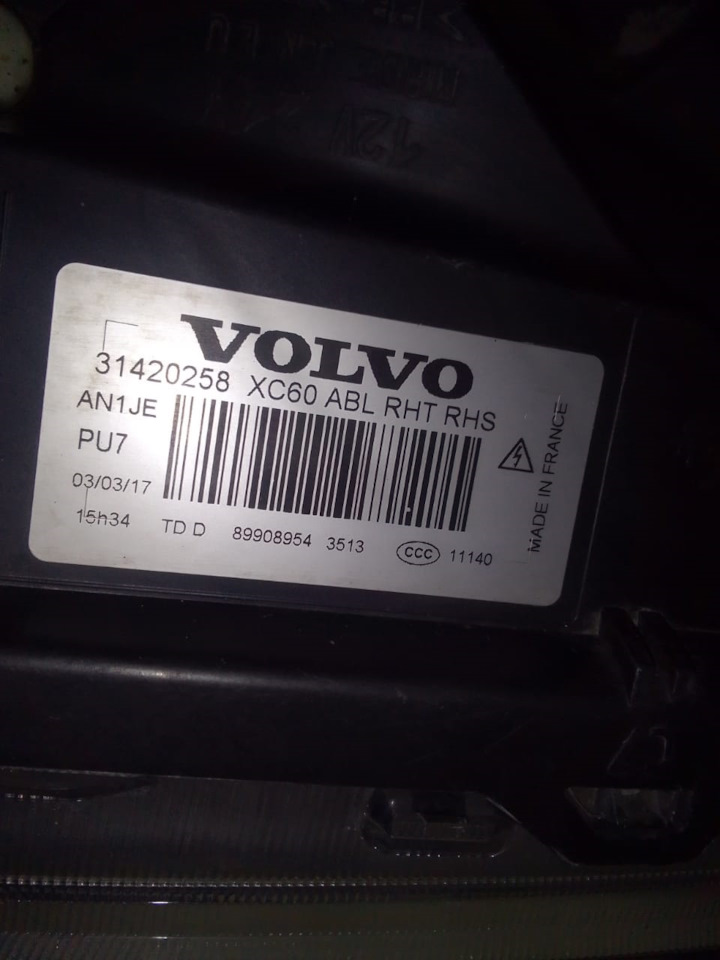 12V
VOLVO
31420258 XC60 ABL RHT RHS
AN1JE
PU7
03/03/17
15h34 TD D 89908954 3513 CCC 11140
MADE IN FRANCE